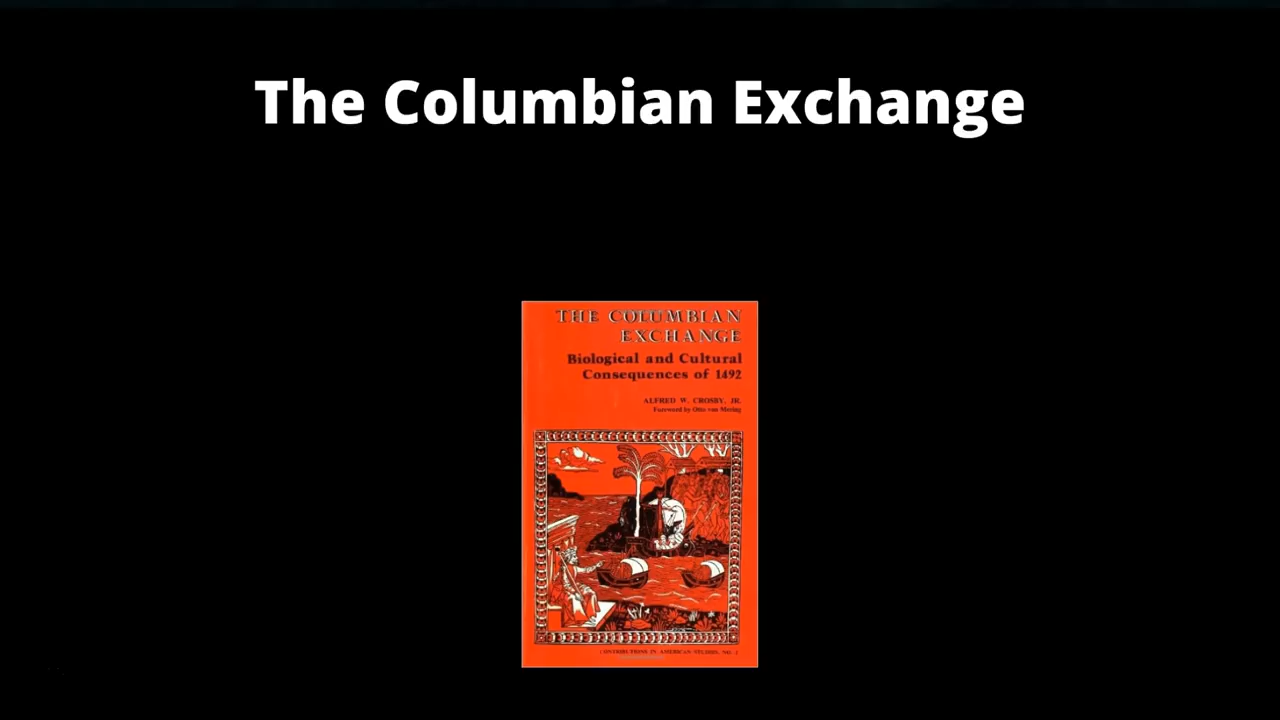 The Columbian Exchange
THE COLUMBIAN
EXCHANGE
Biological and Cultural
Consequences of 1492
ALFRED W. CROSBY, JR.
Foreword by Otto von Mering
CONTRIBUTIONS IN AMERICAN STUDIES, NO. 2